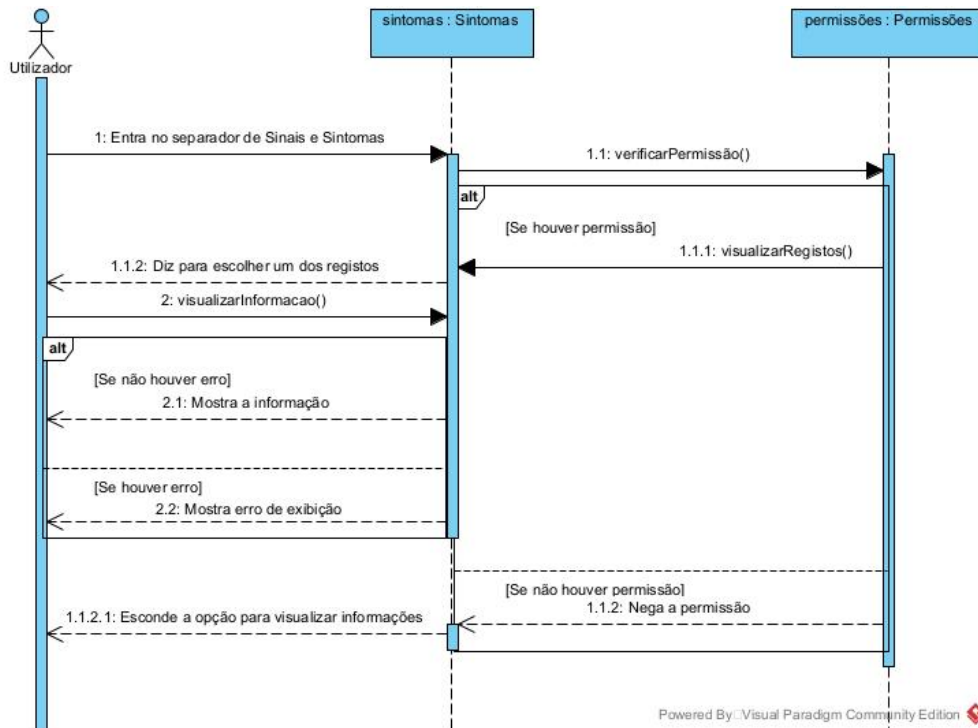 sintomas : Sintomas
permissões : Permissões
Utilizador
1: Entra no separador de Sinais e Sintomas
1.1: verificarPermissão()
alt
[Se houver permissão]
1.1.1: visualizarRegistos()
1.1.2: Diz para escolher um dos registos
2: visualizarInformacao()
alt
[Se não houver erro]
2.1: Mostra a informação
[Se houver erro]
2.2: Mostra erro de exibição
[Se não houver permissão]
1.1.2: Nega a permissão
1.1.2.1: Esconde a opção para visualizar informações
Powered By Visual Paradigm Community Edition